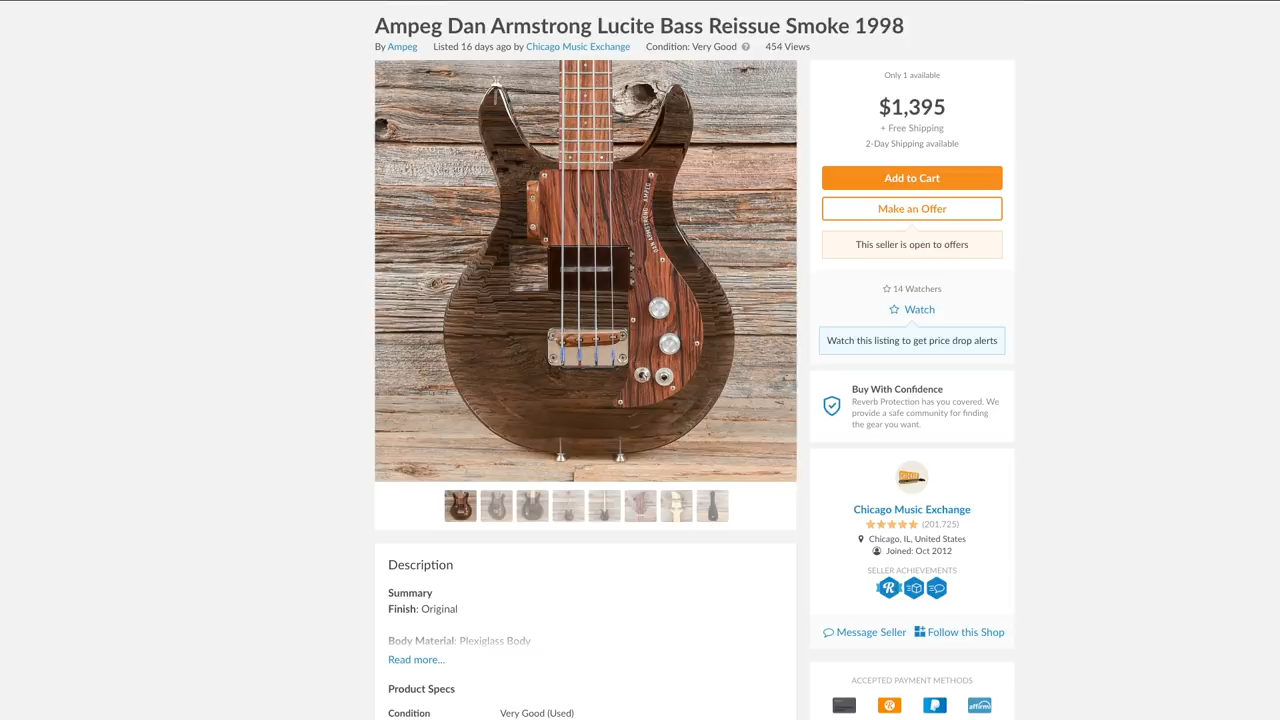 Ampeg Dan Armstrong Lucite Bass Reissue Smoke 1998
By Ampeg Listed 16 days ago by Chicago Music Exchange Condition: Very Good 454 Views
Only 1 available
$1,395
+ Free Shipping
2-Day Shipping available
Add to Cart
Make an Offer
This seller is open to offers
14 Watchers
Watch
Watch this listing to get price drop alerts
Buy With Confidence
Reverb Protection has you covered. We
provide a safe community for finding
the gear you want.
Chicago Music Exchange
(201,725)
Chicago, IL, United States
Joined: Oct 2012
SELLER ACHIEVEMENTS
Message Seller Follow this Shop
ACCEPTED PAYMENT METHODS
affirm
Description
Summary
Finish: Original
Body Material: Plexiglass Body
Read more...
Product Specs
Condition Very Good (Used)